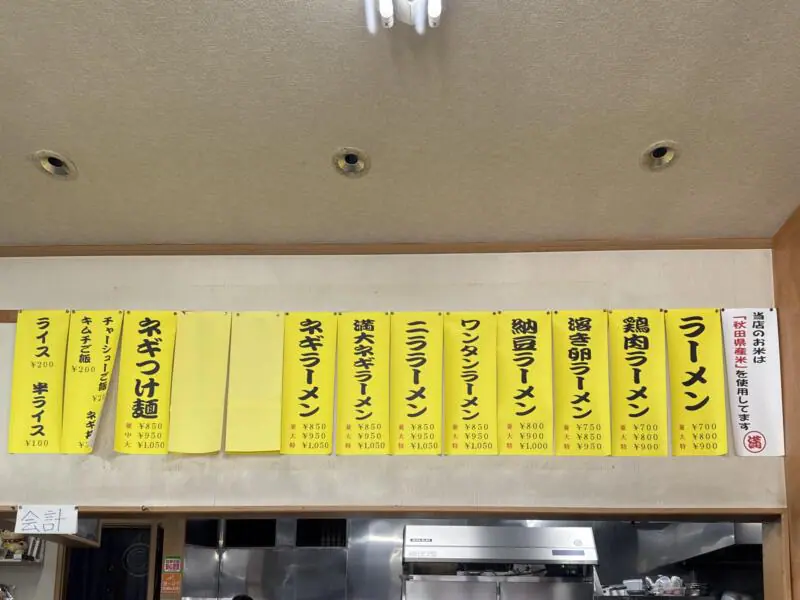 当店のお米は
「秋田県産米」を使用してます
満
ラーメン
¥700
¥800
¥900
鶏肉ラーメン
並 ¥700
大 ¥800
特 ¥900
溶き卵ラーメン
並 ¥750
大 ¥850
特 ¥950
納豆ラーメン
並 ¥800
大 ¥900
特 ¥1,000
ワンタンラーメン
並 ¥850
大 ¥950
特 ¥1,050
ニララーメン
並 ¥850
大 ¥950
特 ¥1,050
満大ネギラーメン
並 ¥850
大 ¥950
特 ¥1,050
ネギラーメン
並 ¥850
大 ¥950
特 ¥1,050
ネギつけ麺
並 ¥850
中 ¥950
大 ¥1,050
チャーシューご飯
キムチご飯
¥200
ライス
¥200
半ライス
¥100
会計